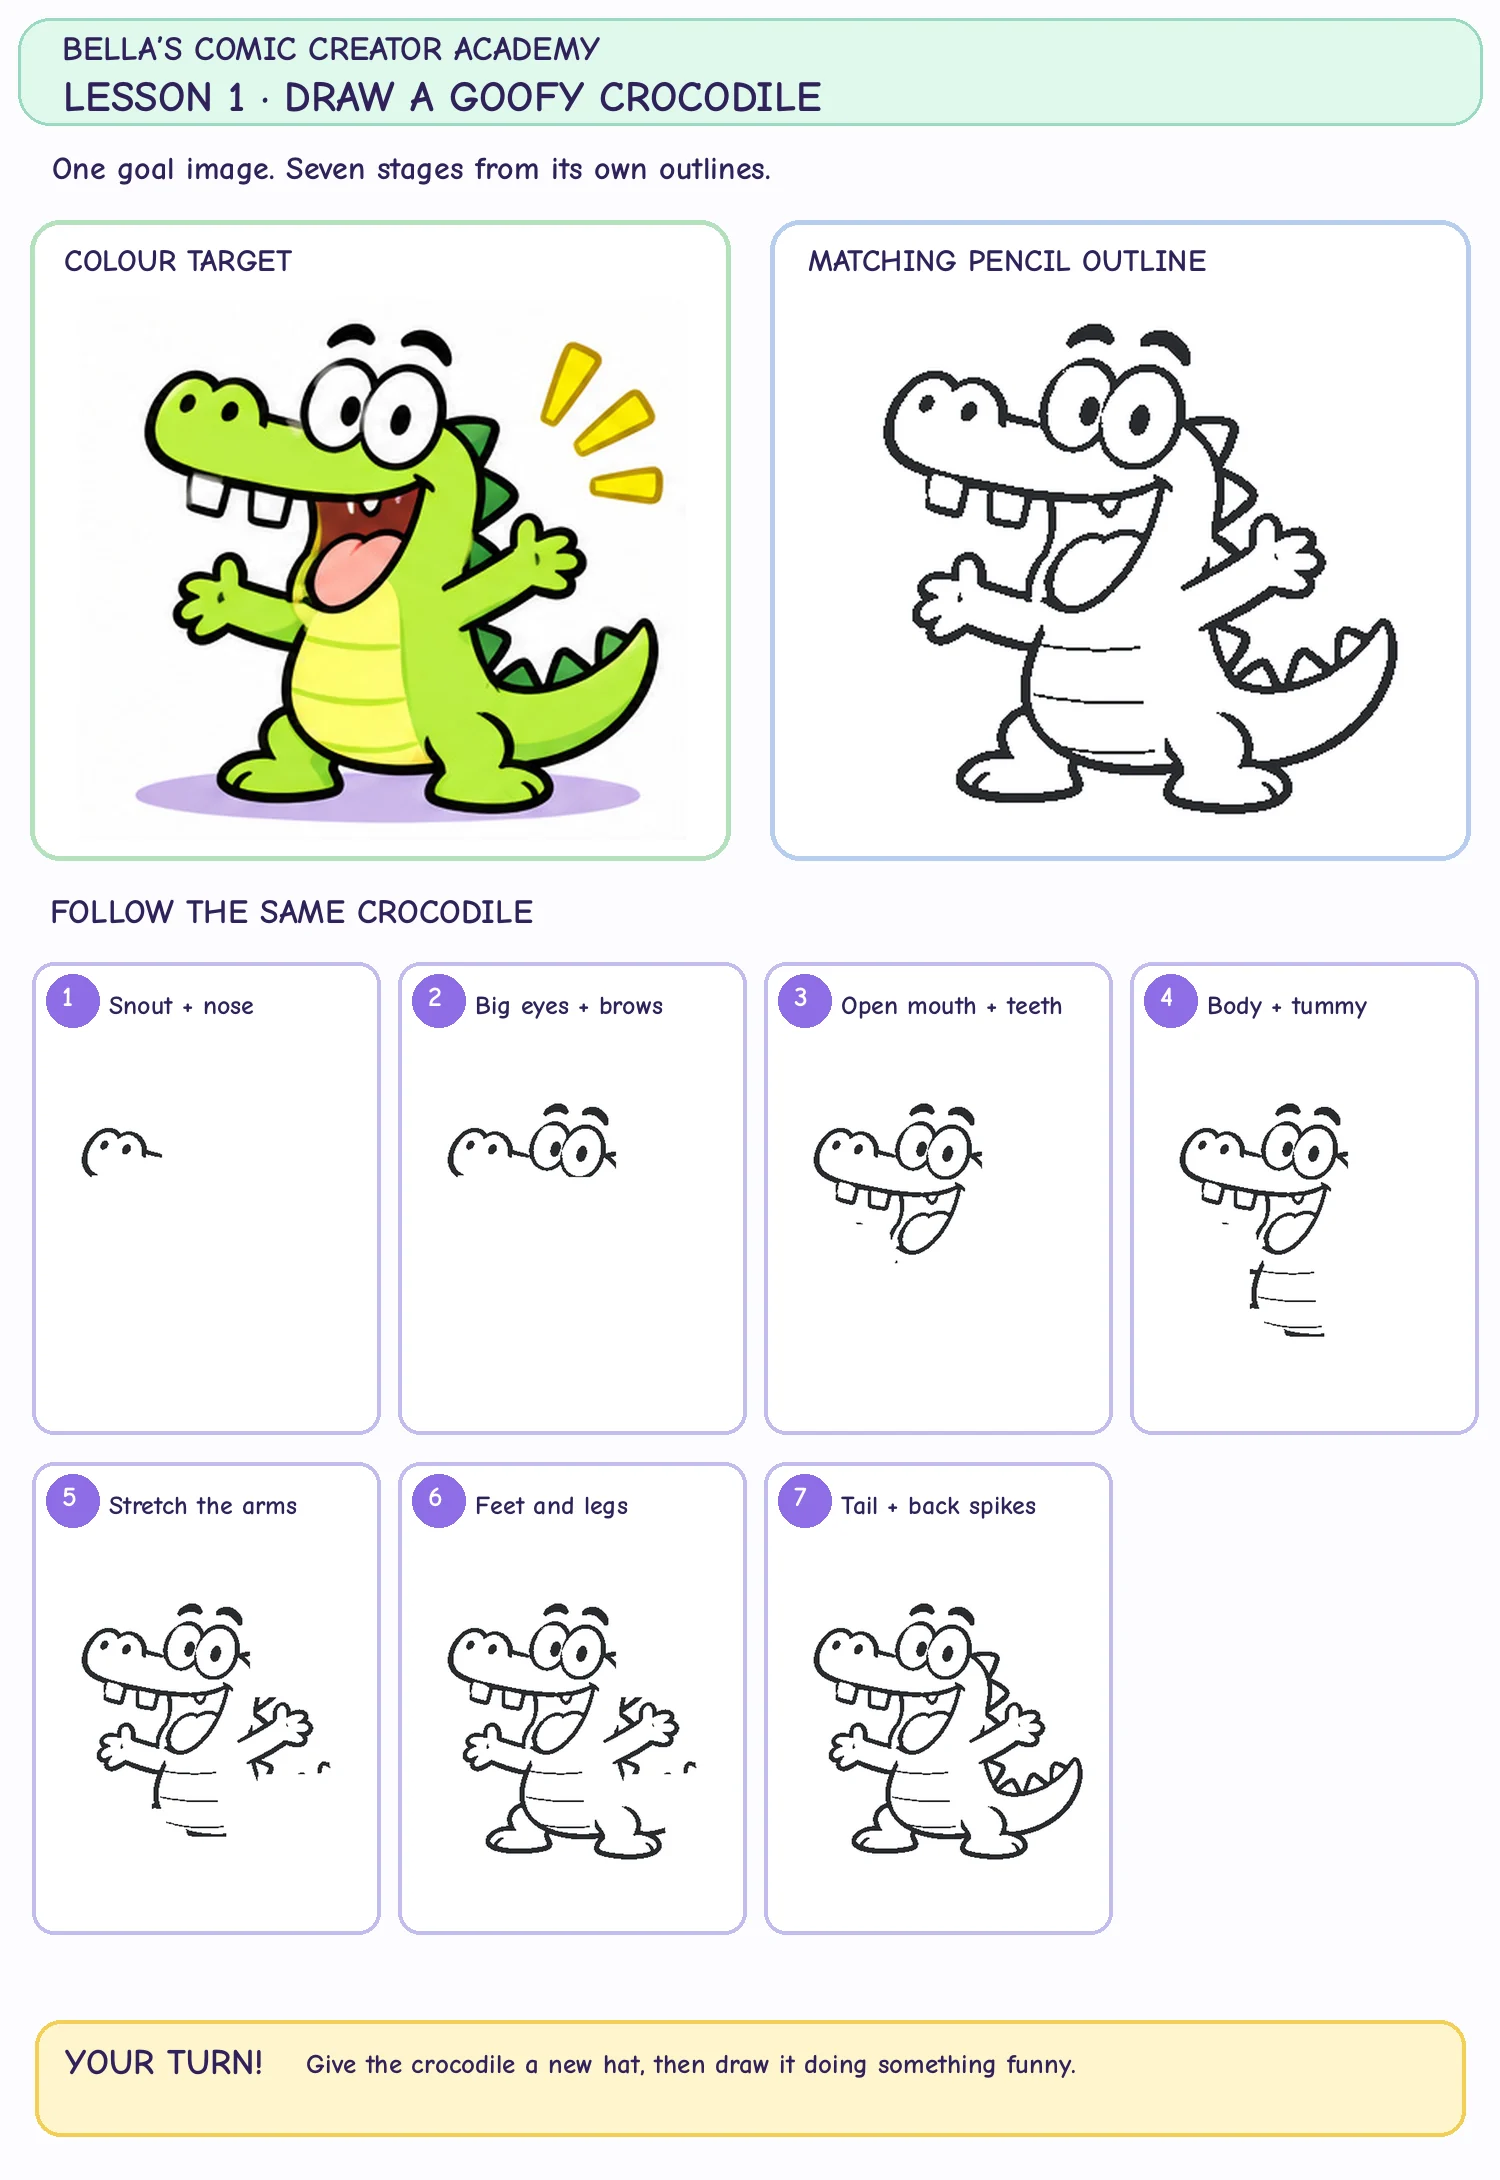 BELLA'S COMIC CREATOR ACADEMY
LESSON 1 · DRAW A GOOFY CROCODILE
One goal image. Seven stages from its own outlines.
COLOUR TARGET
MATCHING PENCIL OUTLINE
FOLLOW THE SAME CROCODILE
1 Snout + nose
2 Big eyes + brows
3 Open mouth + teeth
4 Body + tummy
5 Stretch the arms
6 Feet and legs
7 Tail + back spikes
YOUR TURN! Give the crocodile a new hat, then draw it doing something funny.